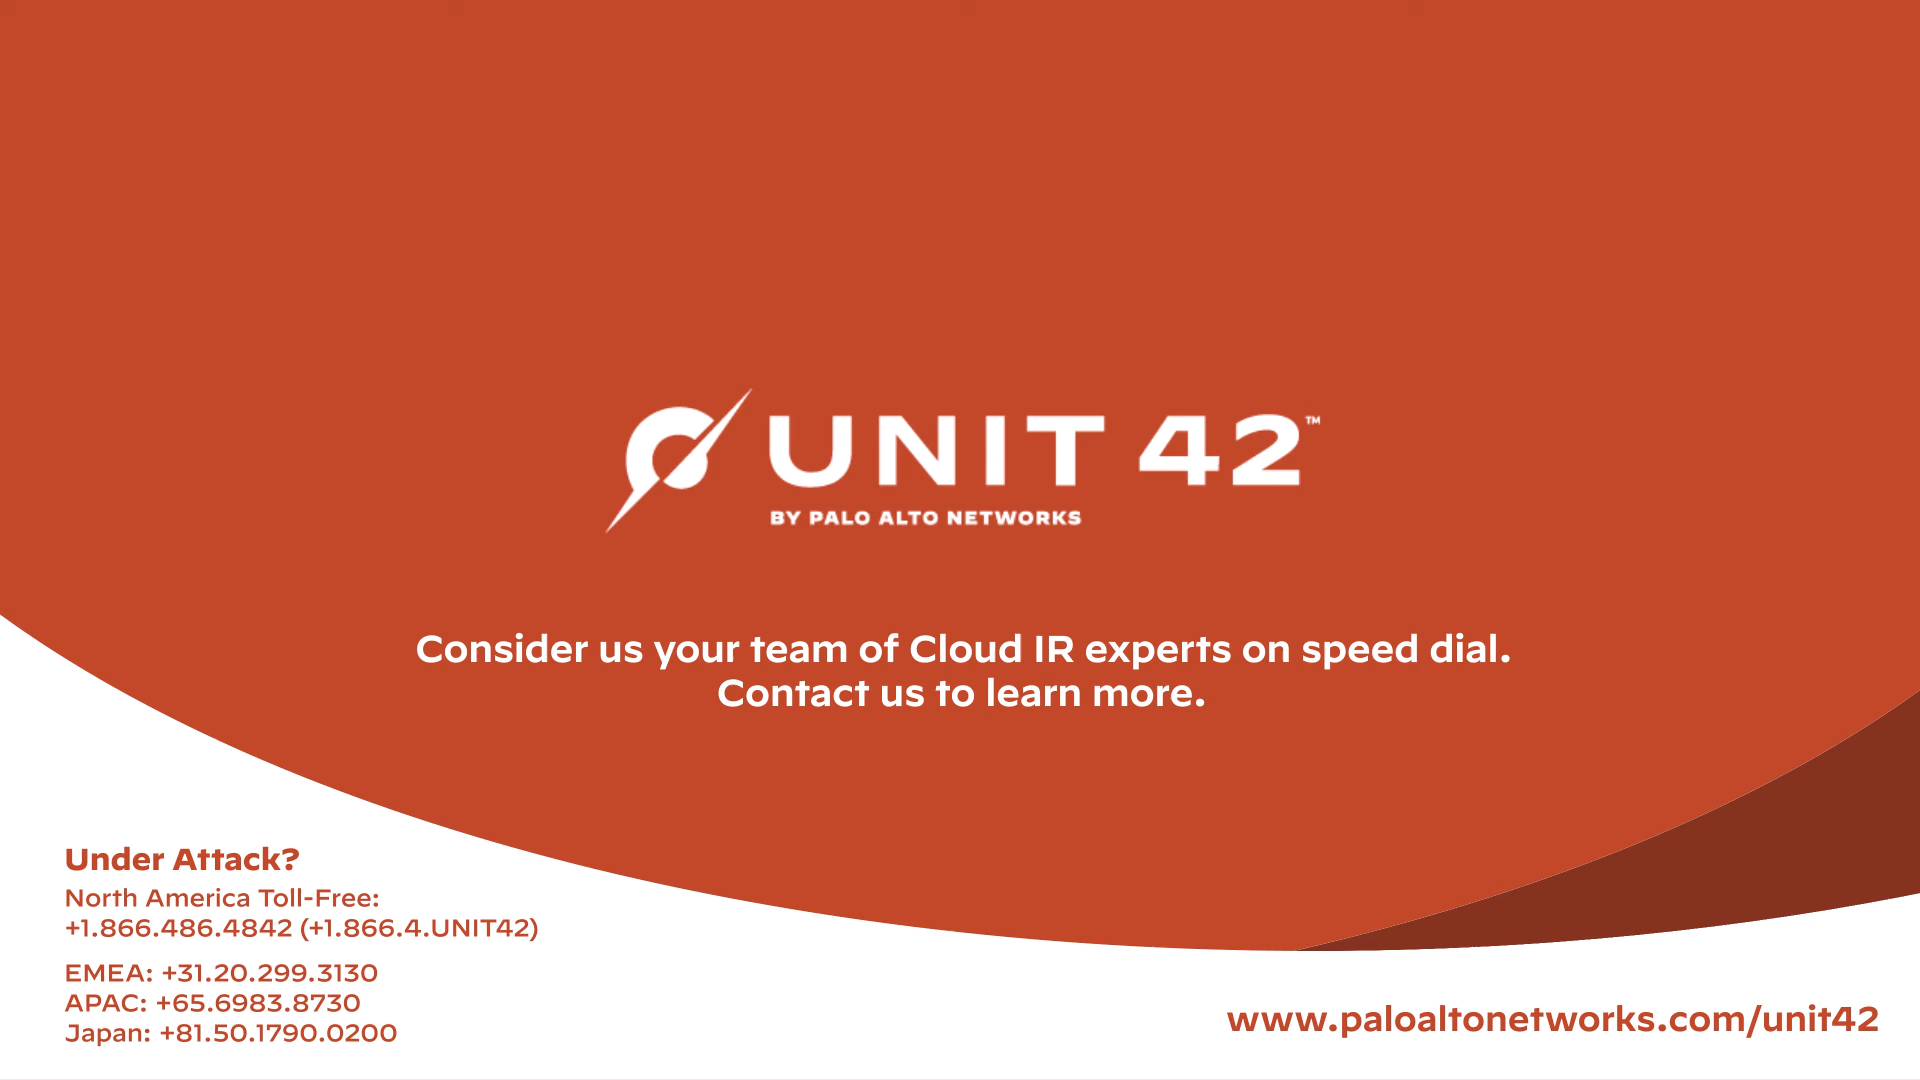 UNIT 42™
BY PALO ALTO NETWORKS
Consider us your team of Cloud IR experts on speed dial.
Contact us to learn more.
Under Attack?
North America Toll-Free:
+1.866.486.4842 (+1.866.4.UNIT42)
EMEA: +31.20.299.3130
APAC: +65.6983.8730
Japan: +81.50.1790.0200
www.paloaltonetworks.com/unit42